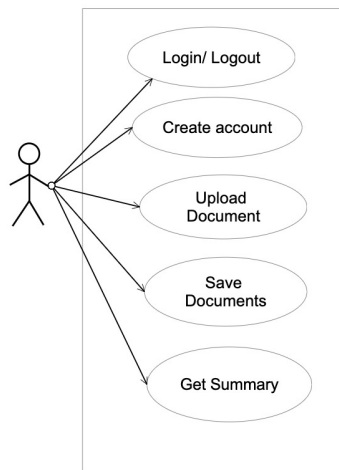 Login/ Logout
Create account
Upload
Document
Save
Documents
Get Summary